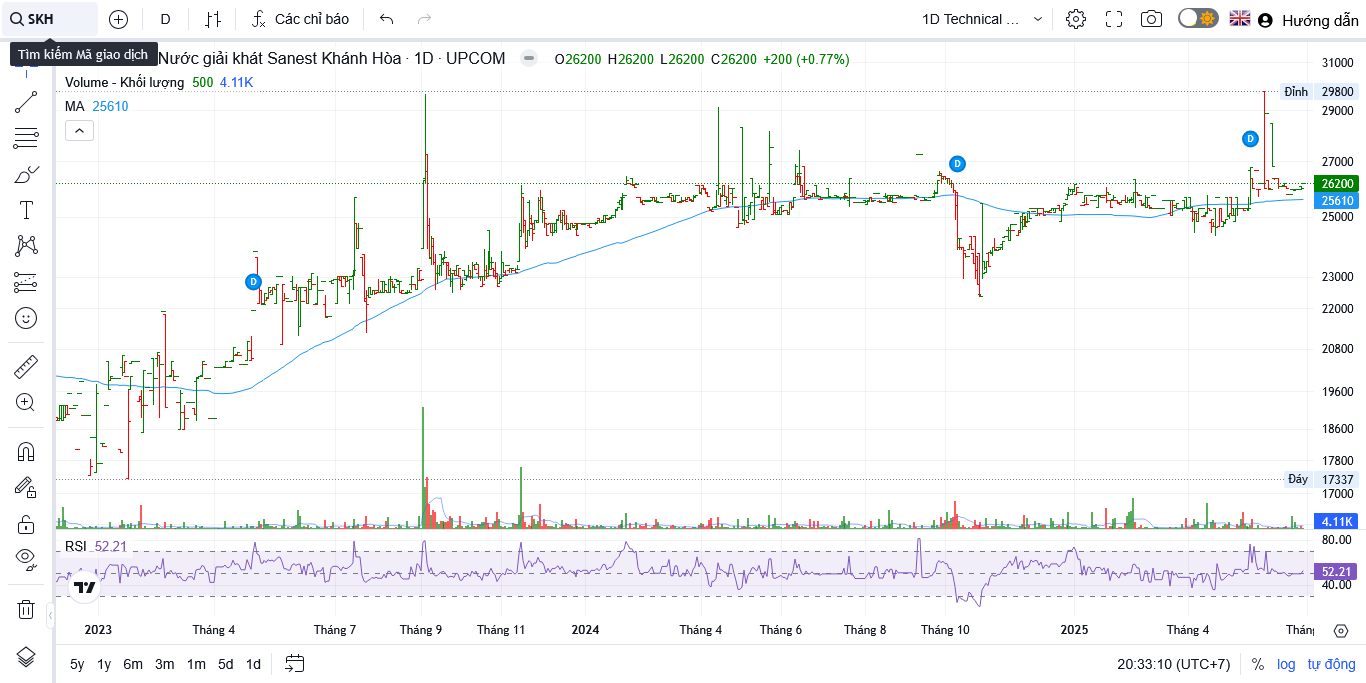 SKH
D
Các chỉ báo
1D Technical ...
Hướng dẫn
Tìm kiếm Mã giao dịch
Nước giải khát Sanest Khánh Hòa · 1D · UPCOM
O26200 H26200 L26200 C26200 +200 (+0.77%)
Volume - Khối lượng 500 4.11K
MA 25610
31000
Đỉnh 29800
29000
D
D
27000
26200
25610
25000
D
23000
22000
20800
19600
18600
17800
Đáy 17337
17000
4.11K
RSI 52.21
80.00
52.21
40.00
2023 Tháng 4 Tháng 7 Tháng 9 Tháng 11 2024 Tháng 4 Tháng 6 Tháng 8 Tháng 10 2025 Tháng 4 Tháng
5y 1y 6m 3m 1m 5d 1d
20:33:10 (UTC+7) % log tự động